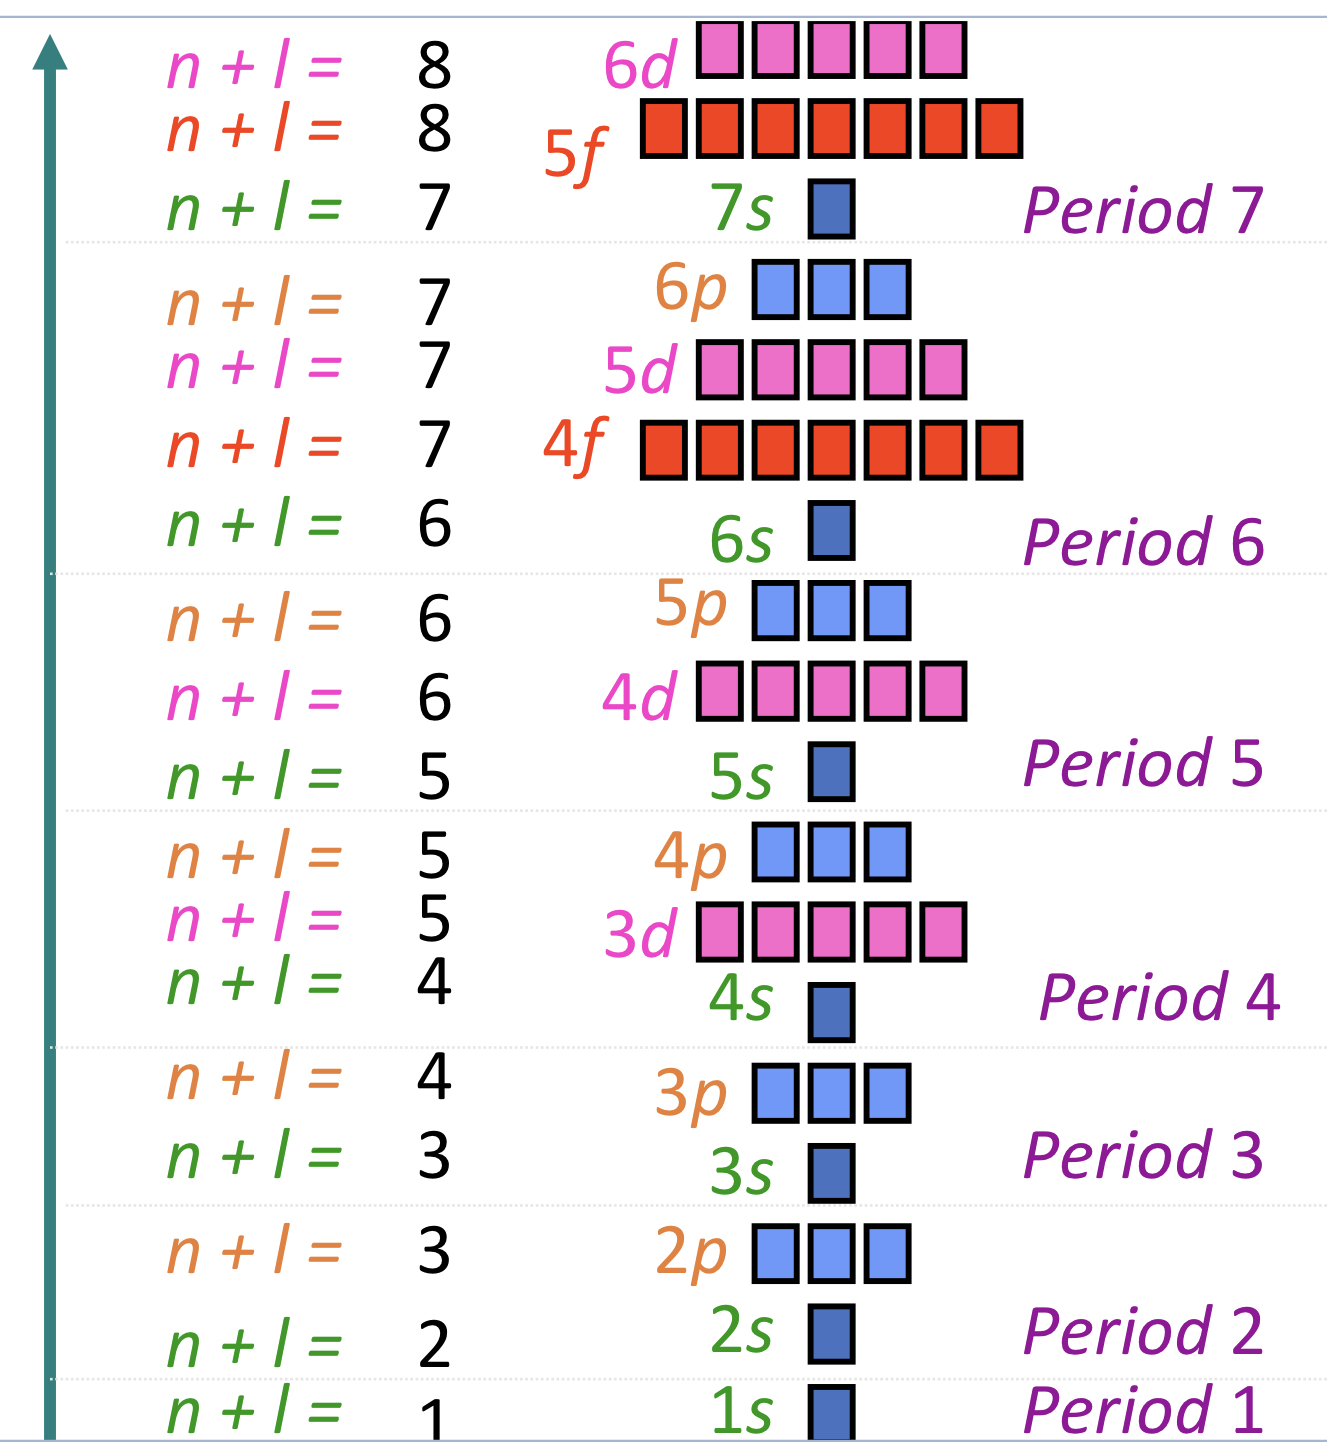 n + l = 8 6d
n + l = 8 5f
n + l = 7 7s Period 7
n + l = 7 6p
n + l = 7 5d
n + l = 7 4f
n + l = 6 6s Period 6
n + l = 6 5p
n + l = 6 4d
n + l = 5 5s Period 5
n + l = 5 4p
n + l = 5 3d
n + l = 4 4s Period 4
n + l = 4 3p
n + l = 3 3s Period 3
n + l = 3 2p
n + l = 2 2s Period 2
n + l = 1 1s Period 1